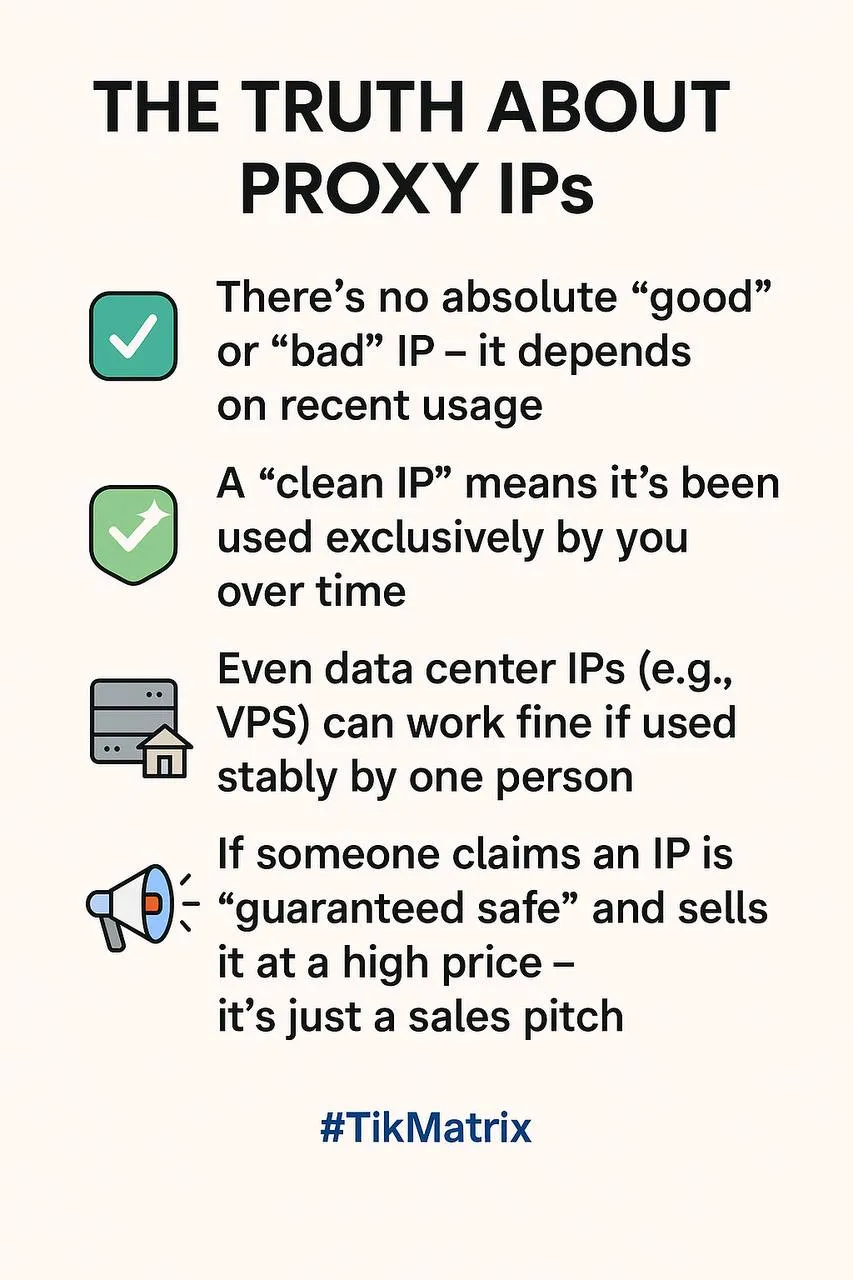 THE TRUTH ABOUT
PROXY IPs
There’s no absolute “good”
or “bad” IP – it depends
on recent usage
A “clean IP” means it’s been
used exclusively by you
over time
Even data center IPs (e.g.,
VPS) can work fine if used
stably by one person
If someone claims an IP is
“guaranteed safe” and sells
it at a high price –
it’s just a sales pitch
#TikMatrix